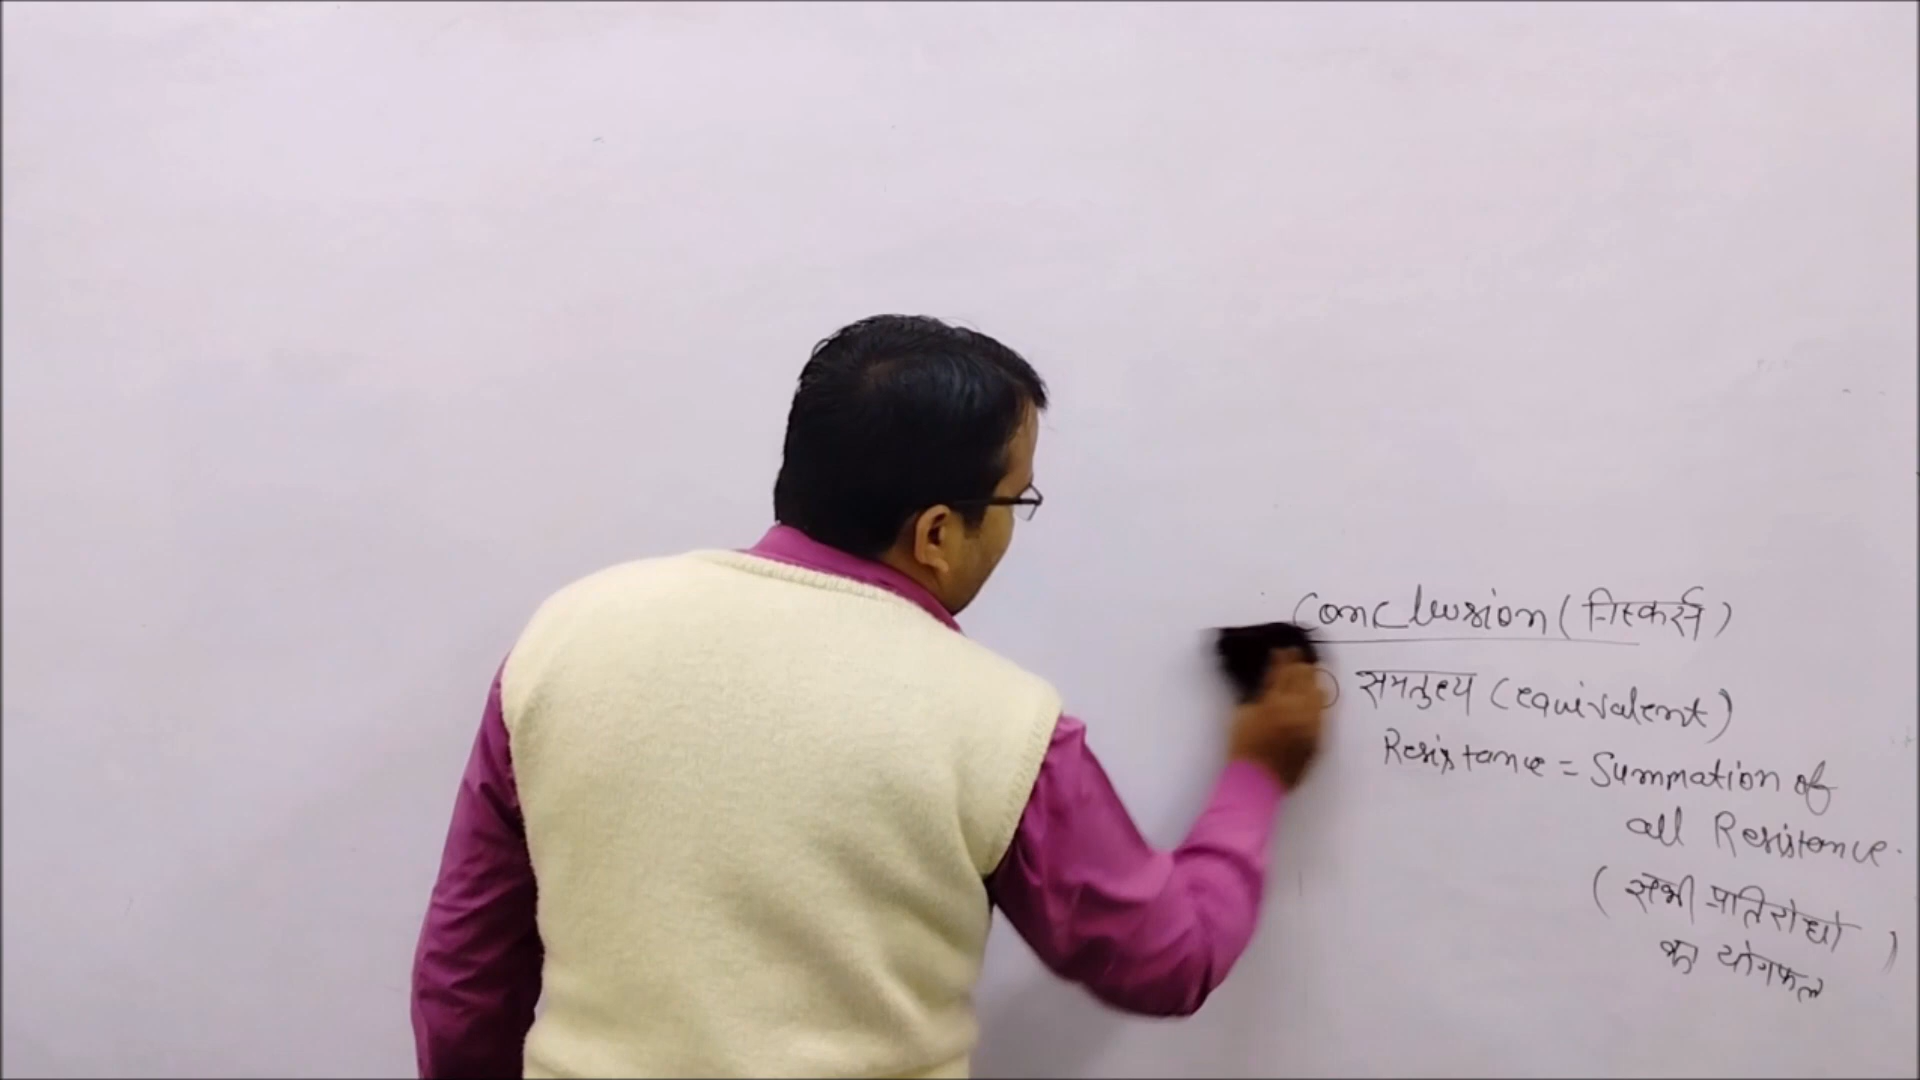 Conclusion (निस्कर्स)
समतुल्य (equivalent)
Resistance = Summation of
all Resistance.
(सभी प्रतिरोधो
का योगफल)